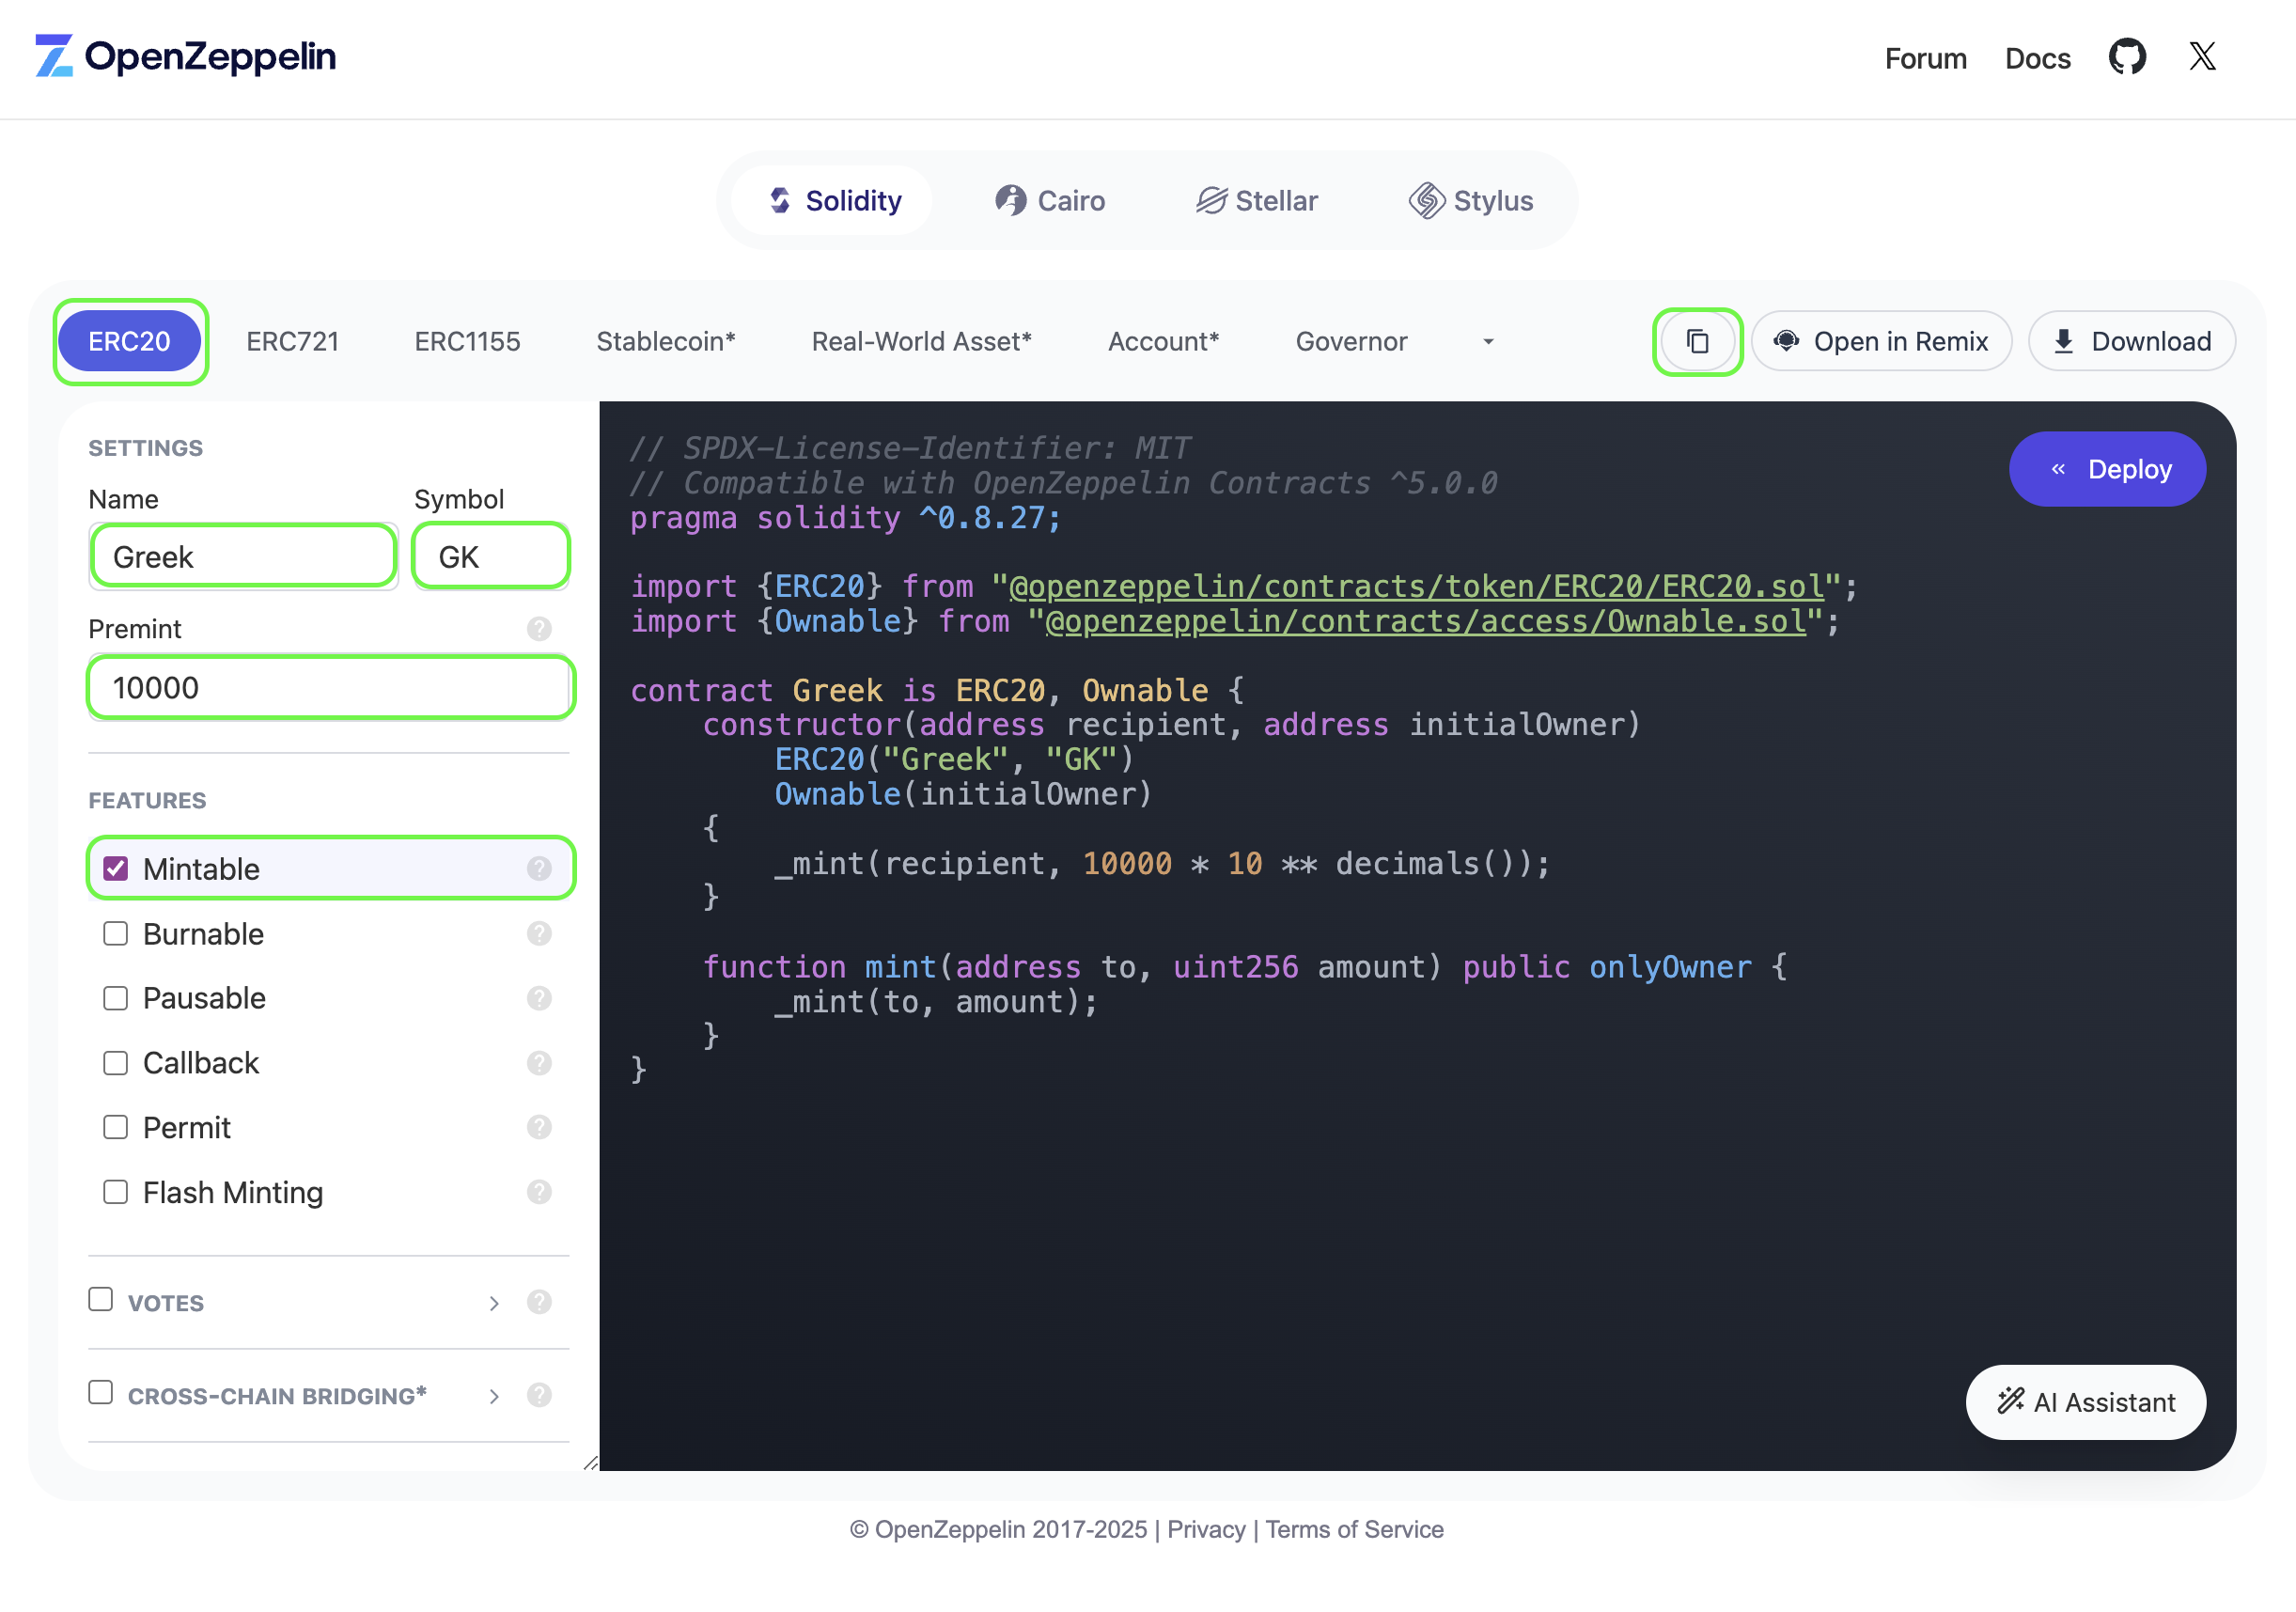 OpenZeppelin
Forum Docs
Solidity Cairo Stellar Stylus
ERC20 ERC721 ERC1155 Stablecoin* Real-World Asset* Account* Governor Open in Remix Download
SETTINGS
Name Symbol
Greek GK
Premint
10000
FEATURES
Mintable
Burnable
Pausable
Callback
Permit
Flash Minting
VOTES
CROSS-CHAIN BRIDGING*
// SPDX-License-Identifier: MIT
// Compatible with OpenZeppelin Contracts ^5.0.0
pragma solidity ^0.8.27;
« Deploy
import {ERC20} from "@openzeppelin/contracts/token/ERC20/ERC20.sol";
import {Ownable} from "@openzeppelin/contracts/access/Ownable.sol";
contract Greek is ERC20, Ownable {
constructor(address recipient, address initialOwner)
ERC20("Greek", "GK")
Ownable(initialOwner)
{
_mint(recipient, 10000 * 10 ** decimals());
}
function mint(address to, uint256 amount) public onlyOwner {
_mint(to, amount);
}
}
AI Assistant
© OpenZeppelin 2017-2025 | Privacy | Terms of Service